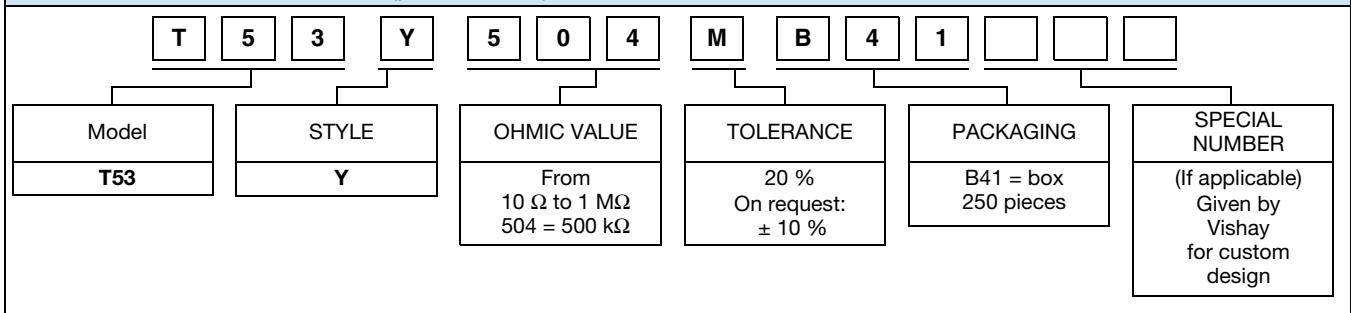 T 5 3 Y 5 0 4 M B 4 1
Model
T53
STYLE
Y
OHMIC VALUE
From
10 Ω to 1 MΩ
504 = 500 kΩ
TOLERANCE
20 %
On request:
± 10 %
PACKAGING
B41 = box
250 pieces
SPECIAL
NUMBER
(If applicable)
Given by
Vishay
for custom
design